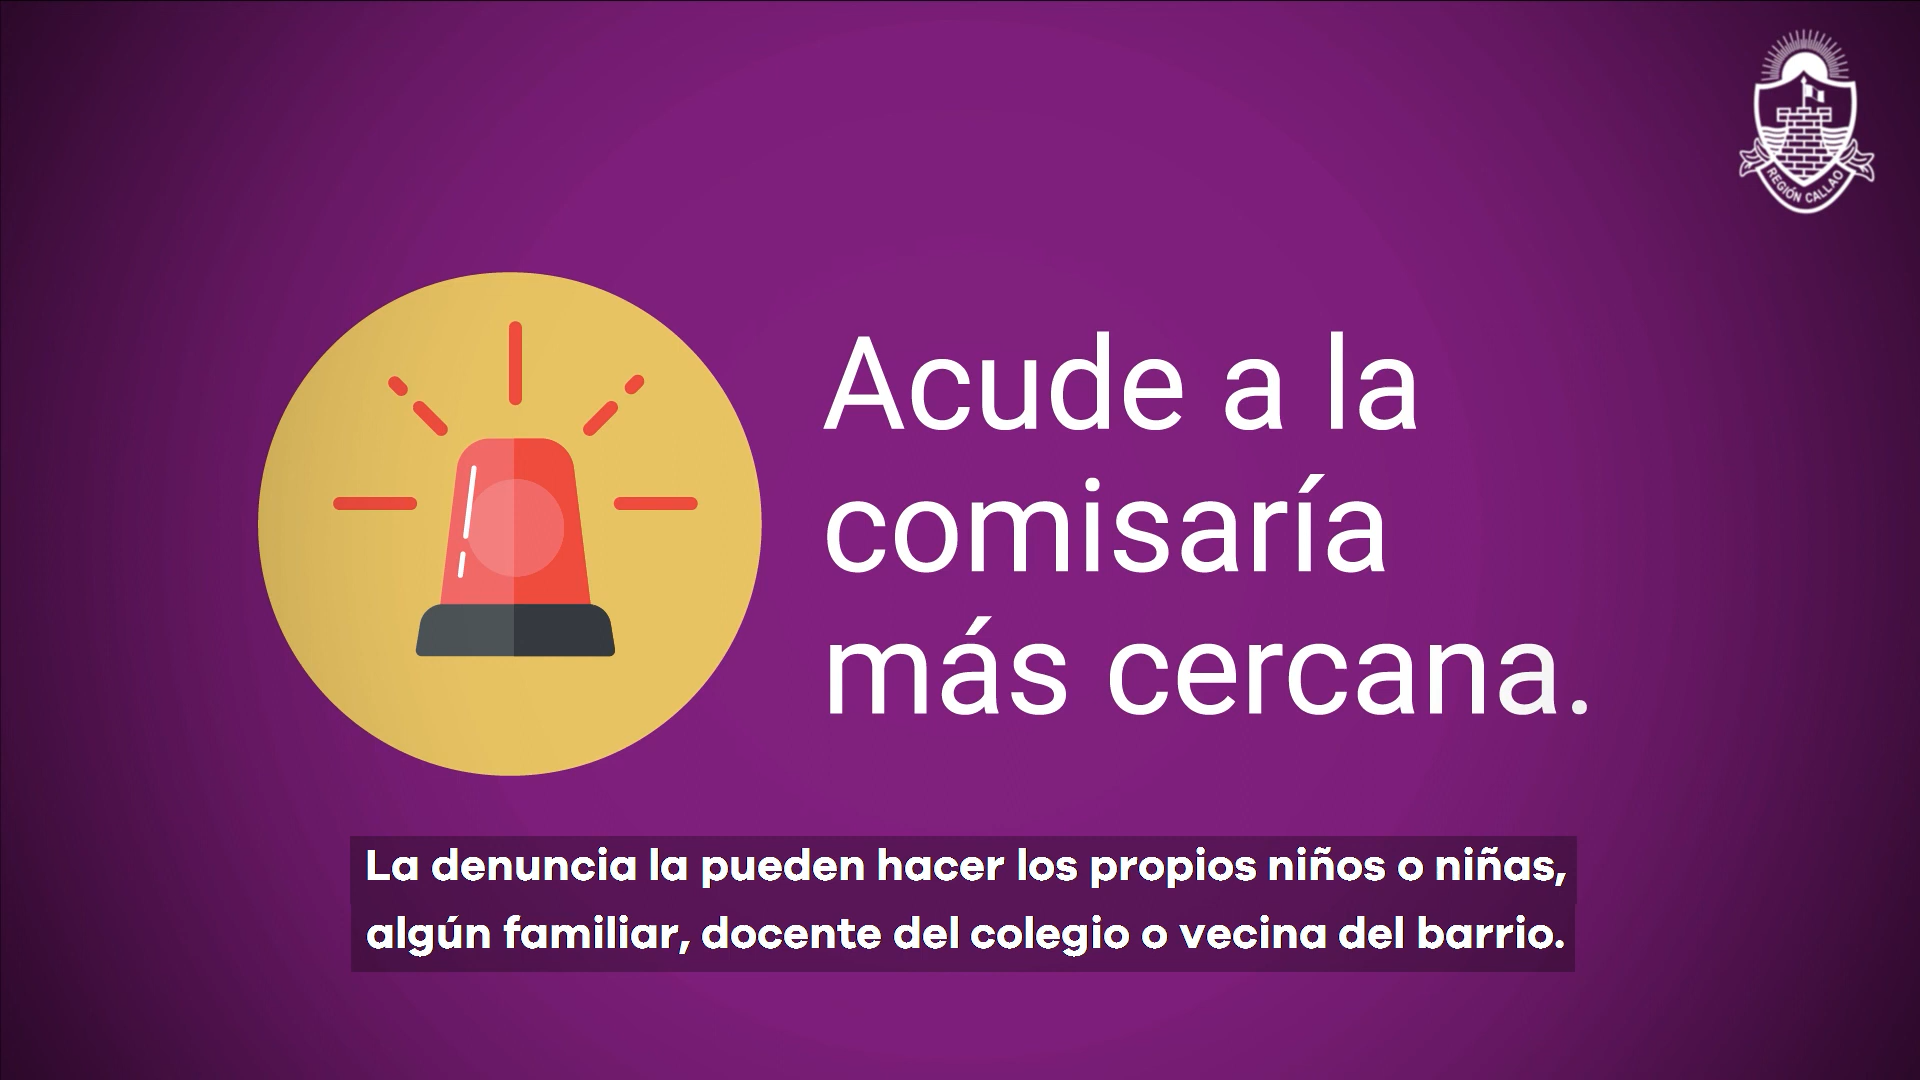 REGIÓN CALLAO
Acude a la
comisaría
más cercana.
La denuncia la pueden hacer los propios niños o niñas,
algún familiar, docente del colegio o vecina del barrio.